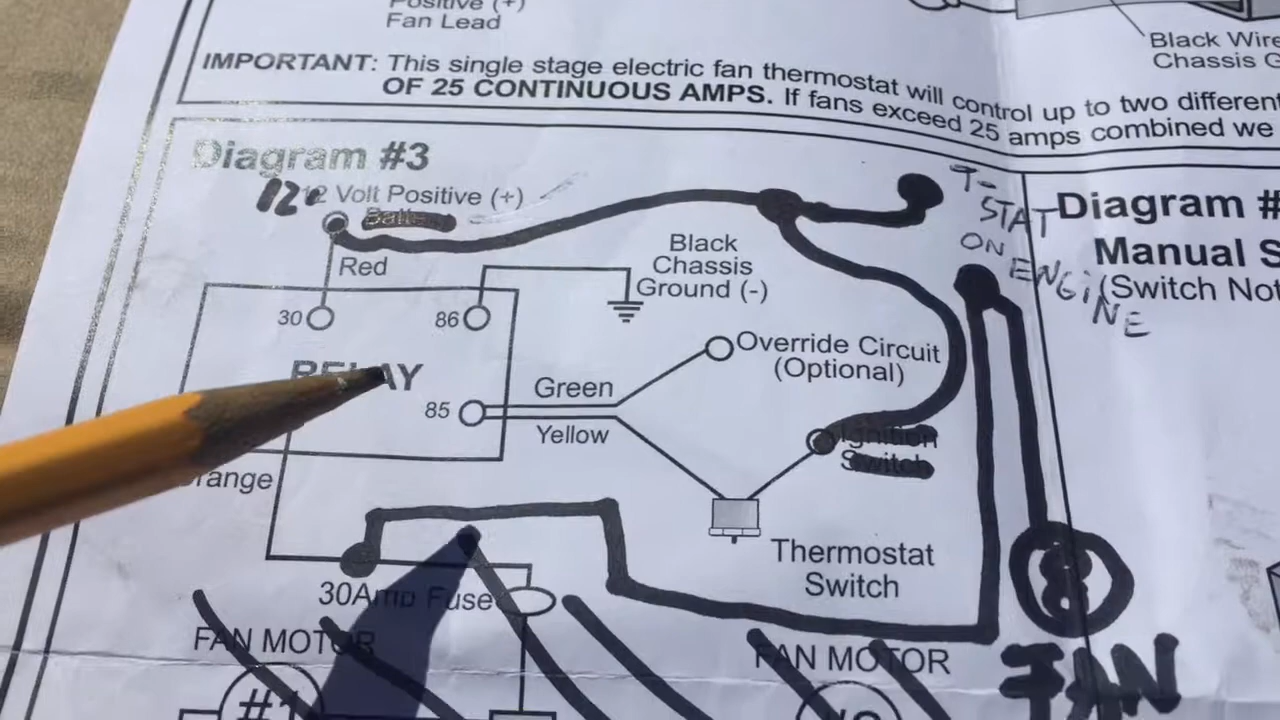 Positive (+)
Fan Lead
Black Wire
Chassis G
IMPORTANT: This single stage electric fan thermostat will control up to two different
OF 25 CONTINUOUS AMPS. If fans exceed 25 amps combined we
Diagram #3
12 Volt Positive (+)
Red
Black
Chassis
Ground (-)
30
86
RELAY
85
Green
Yellow
Override Circuit
(Optional)
Ignition
Switch
Thermostat
Switch
range
30Amp Fuse
FAN MOTOR
#1
FAN MOTOR
T-
STAT
ON
ENGINE
FAN
Diagram #
Manual S
(Switch Not